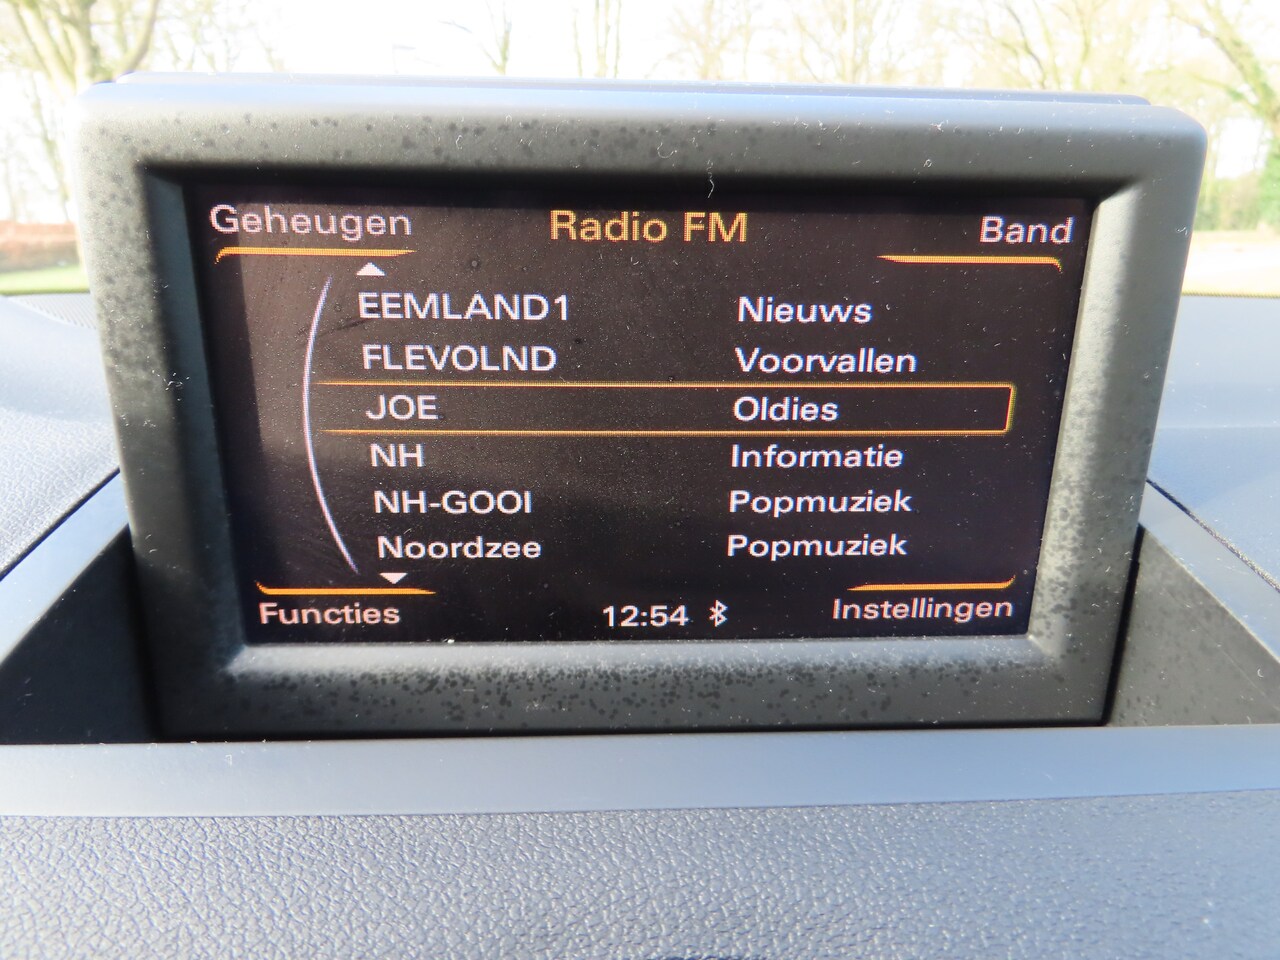 Geheugen Radio FM Band
EEMLAND1 Nieuws
FLEVOLND Voorvallen
JOE Oldies
NH Informatie
NH-GOOI Popmuziek
Noordzee Popmuziek
Functies 12:54 Instellingen